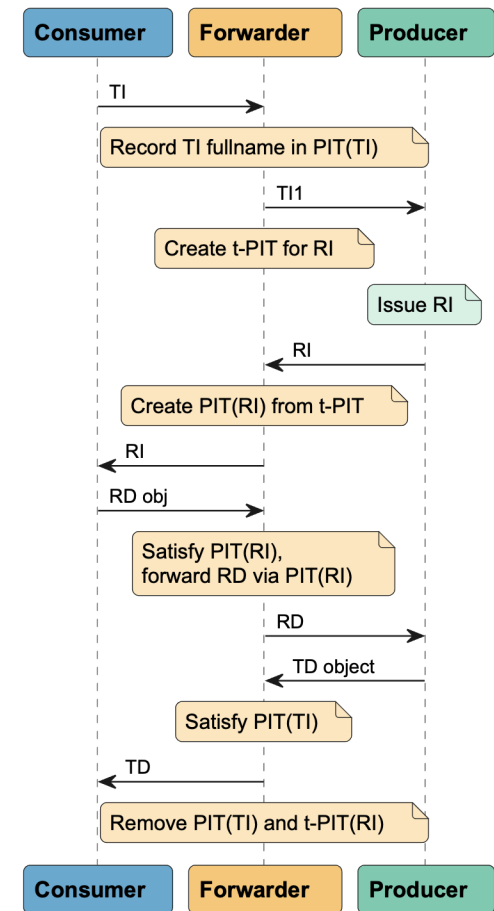 Consumer Forwarder Producer
TI
Record TI fullname in PIT(TI)
TI1
Create t-PIT for RI
Issue RI
RI
Create PIT(RI) from t-PIT
RI
RD obj
Satisfy PIT(RI),
forward RD via PIT(RI)
RD
TD object
Satisfy PIT(TI)
TD
Remove PIT(TI) and t-PIT(RI)
Consumer Forwarder Producer